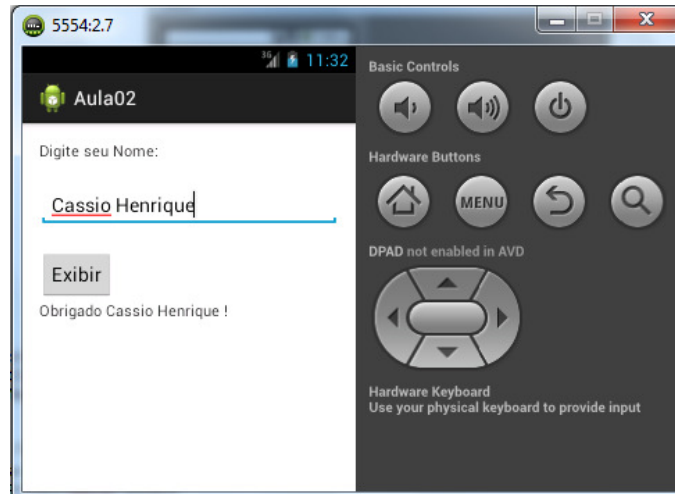 5554:2.7
3G 11:32
Aula02
Digite seu Nome:
Cassio Henrique
Exibir
Obrigado Cassio Henrique !
Basic Controls
Hardware Buttons
MENU
DPAD not enabled in AVD
Hardware Keyboard
Use your physical keyboard to provide input